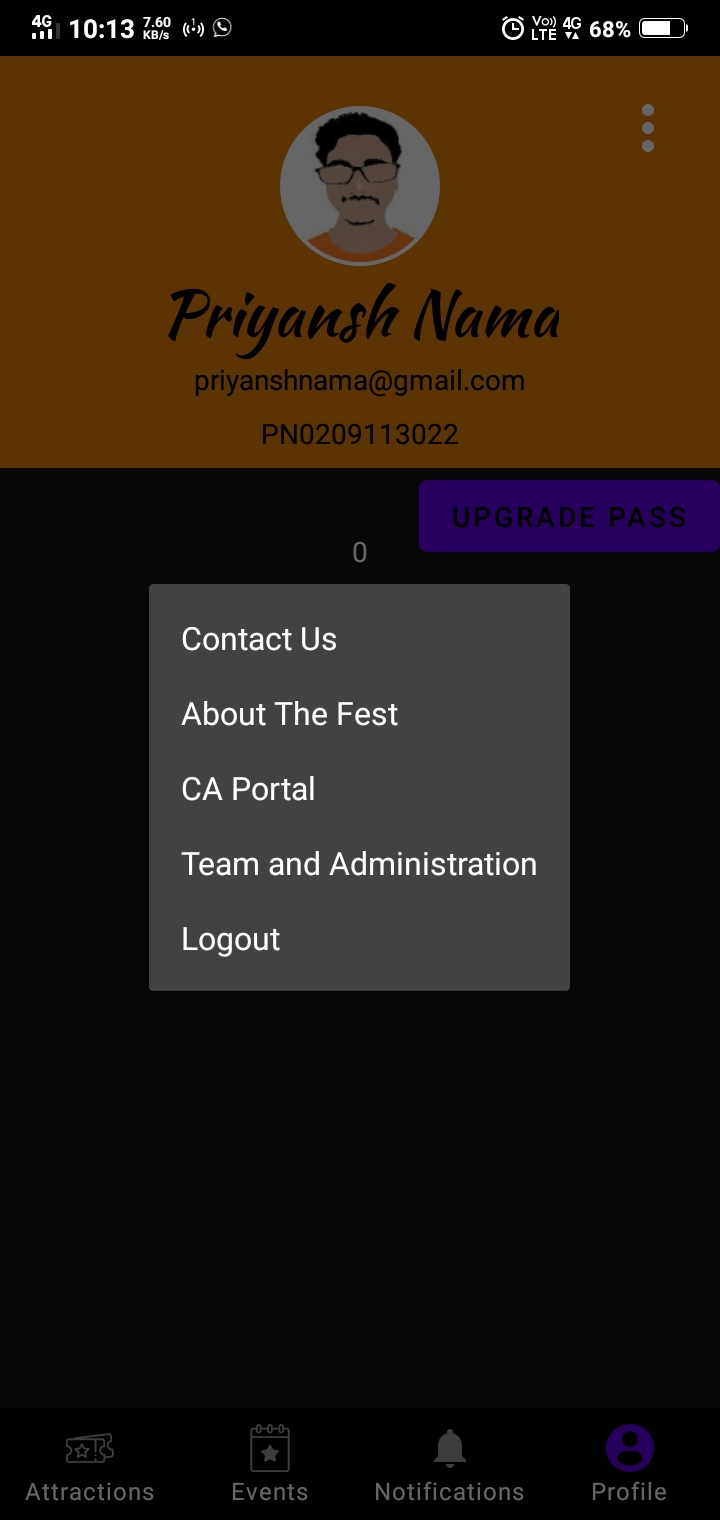 4G 10:13 7.60 KB/s 1 Vo)) LTE 4G 68%
Priyansh Nama
priyanshnama@gmail.com
PN0209113022
UPGRADE PASS
0
Contact Us
About The Fest
CA Portal
Team and Administration
Logout
Attractions Events Notifications Profile